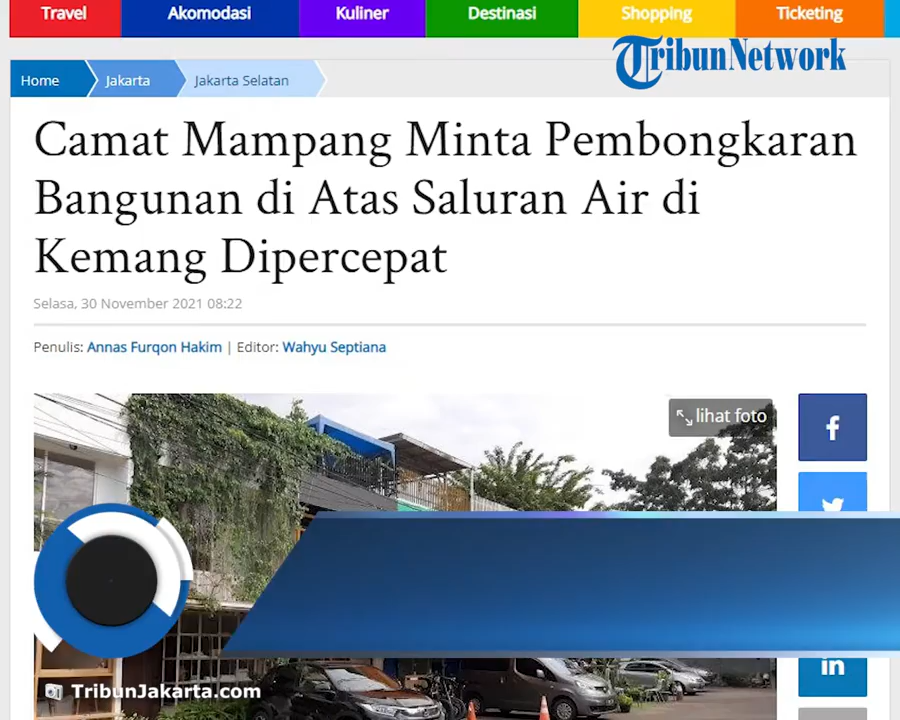 Travel
Akomodasi
Kuliner
Destinasi
Shopping
Ticketing
TribunNetwork
Home
Jakarta
Jakarta Selatan
Camat Mampang Minta Pembongkaran
Bangunan di Atas Saluran Air di
Kemang Dipercepat
Selasa, 30 November 2021 08:22
Penulis: Annas Furqon Hakim | Editor: Wahyu Septiana
lihat foto
f
in
TribunJakarta.com